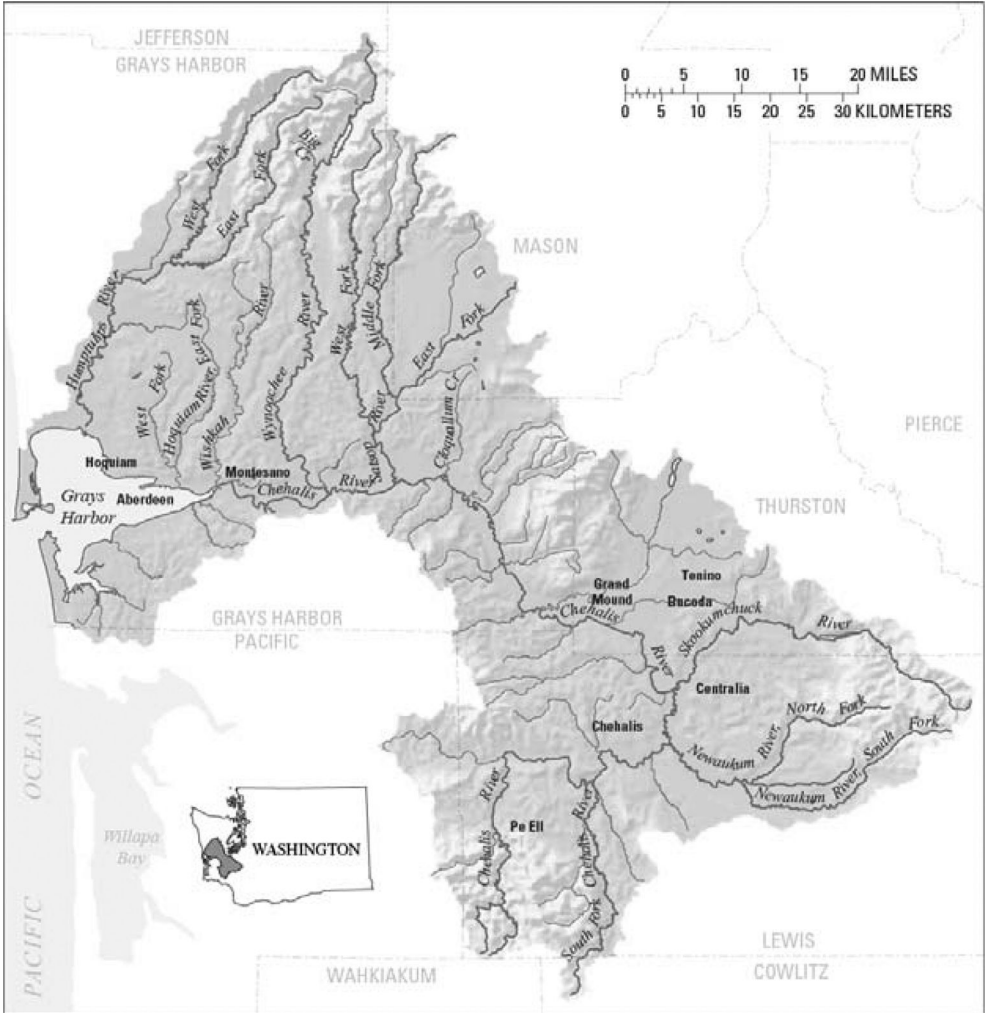 JEFFERSON
GRAYS HARBOR
0 5 10 15 20 MILES
0 5 10 15 20 25 30 KILOMETERS
Big
Cr
West Fork
East Fork
MASON
Humptulips River
West Fork
Hoquiam River, East Fork
Wishkah River
Wynoochee River
West Fork
Middle Fork
East Fork
Satsop River
Cloquallum Cr
PIERCE
Hoquiam
Montesano
Chehalis River
Grays
Harbor
Aberdeen
THURSTON
Grand
Mound
Tenino
Bucoda
Chehalis River
Skookumchuck River
GRAYS HARBOR
PACIFIC
Centralia
Chehalis
Newaukum River, North Fork
Newaukum River, South Fork
PACIFIC OCEAN
Willapa
Bay
WASHINGTON
Pe Ell
Chehalis River
South Fork Chehalis River
LEWIS
COWLITZ
WAHKIAKUM